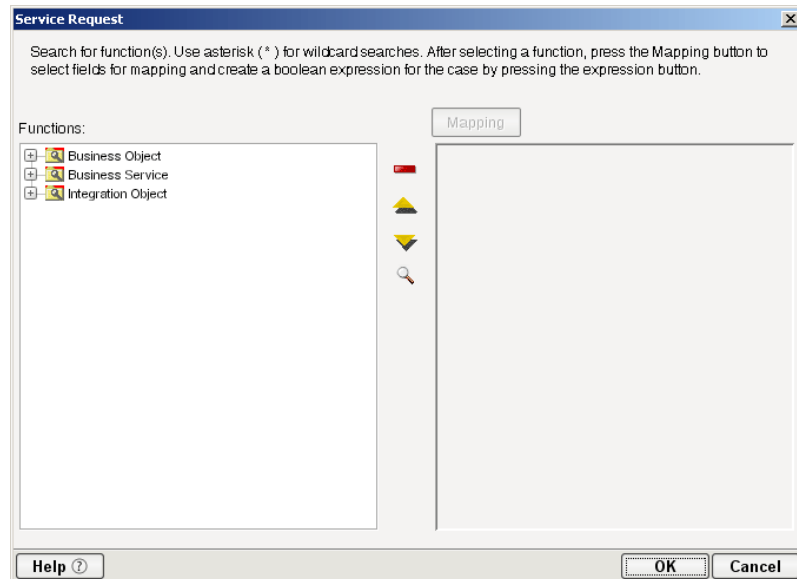 Service Request
Search for function(s). Use asterisk ( * ) for wildcard searches. After selecting a function, press the Mapping button to
select fields for mapping and create a boolean expression for the case by pressing the expression button.
Mapping
Functions:
Business Object
Business Service
Integration Object
Help ?
OK
Cancel